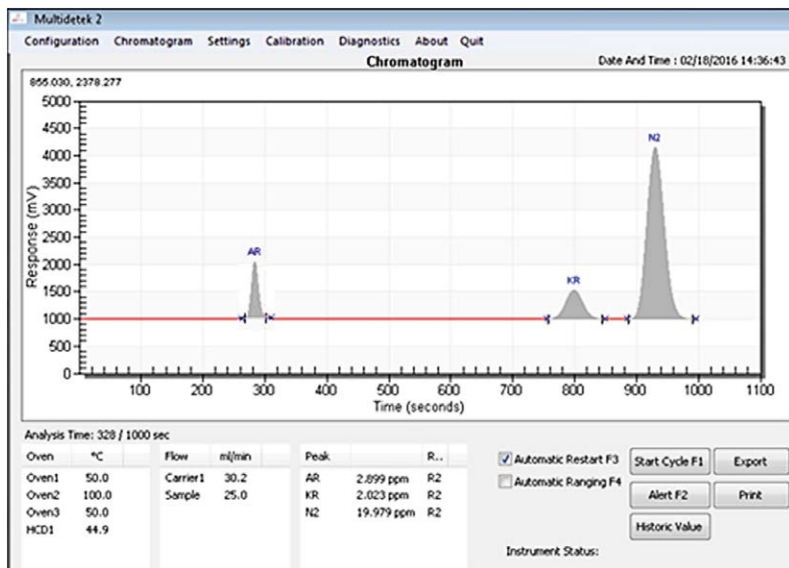 Multidetek 2
Configuration Chromatogram Settings Calibration Diagnostics About Quit
Chromatogram
Date And Time : 02/18/2016 14:36:43
855.030, 2378.277
5000
4500
4000
3500
3000
2500
2000
1500
1000
500
0
Response (mV)
AR
KR
N2
100 200 300 400 500 600 700 800 900 1000 1100
Time (seconds)
Analysis Time: 328 / 1000 sec
Oven °C
Oven1 50.0
Oven2 100.0
Oven3 50.0
HCD1 44.9
Flow ml/min
Carrier1 30.2
Sample 25.0
Peak R..
AR 2.899 ppm R2
KR 2.023 ppm R2
N2 19.979 ppm R2
Automatic Restart F3
Automatic Ranging F4
Start Cycle F1 Export
Alert F2 Print
Historic Value
Instrument Status: